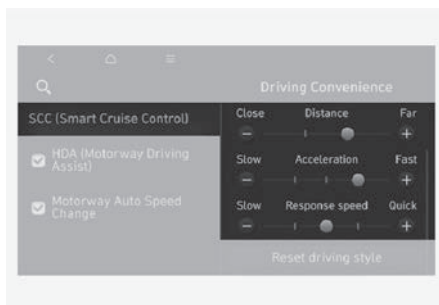 Driving Convenience
SCC (Smart Cruise Control)
HDA (Motorway Driving
Assist)
Motorway Auto Speed
Change
Close Distance Far
Slow Acceleration Fast
Slow Response speed Quick
Reset driving style